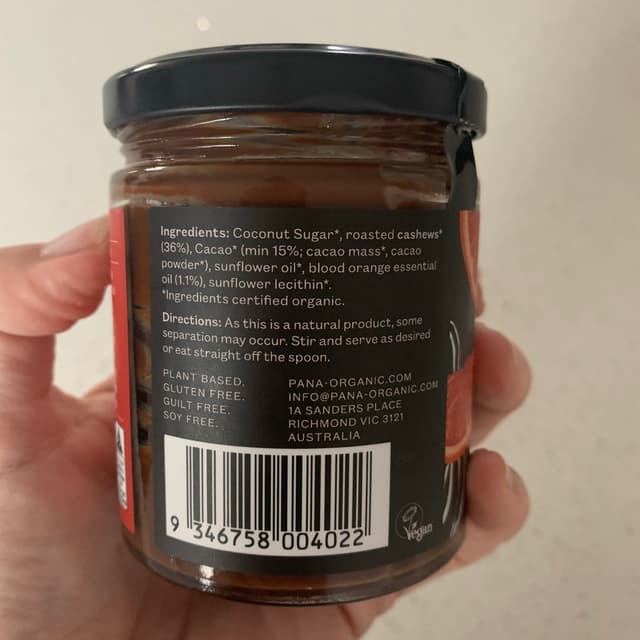 Ingredients: Coconut Sugar*, roasted cashews*
(36%), Cacao* (min 15%; cacao mass*, cacao
powder*), sunflower oil*, blood orange essential
oil (1.1%), sunflower lecithin*.
*Ingredients certified organic.
Directions: As this is a natural product, some
separation may occur. Stir and serve as desired
or eat straight off the spoon.
PLANT BASED.
GLUTEN FREE.
GUILT FREE.
SOY FREE.
PANA-ORGANIC.COM
INFO@PANA-ORGANIC.COM
1A SANDERS PLACE
RICHMOND VIC 3121
AUSTRALIA
9 346758 004022
Vegan